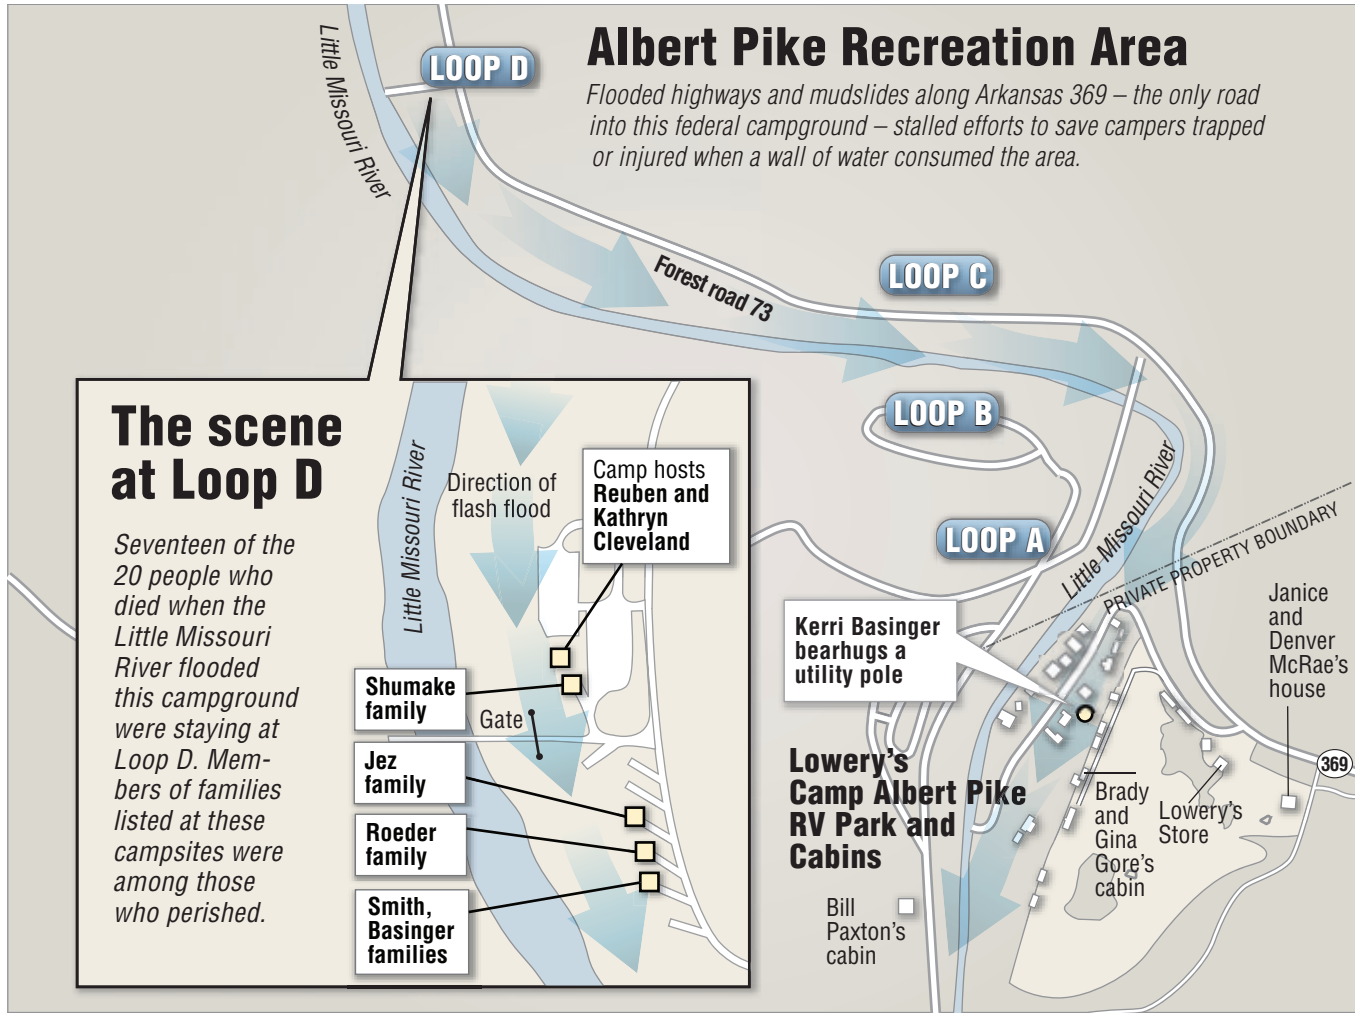 Albert Pike Recreation Area
Flooded highways and mudslides along Arkansas 369 – the only road
into this federal campground – stalled efforts to save campers trapped
or injured when a wall of water consumed the area.
LOOP D
Little Missouri River
Forest road 73
LOOP C
LOOP B
LOOP A
Little Missouri River
PRIVATE PROPERTY BOUNDARY
Kerri Basinger
bearhugs a
utility pole
Janice
and
Denver
McRae's
house
369
Lowery's
Camp Albert Pike
RV Park and
Cabins
Brady
and
Gina
Gore's
cabin
Lowery's
Store
Bill
Paxton's
cabin
The scene
at Loop D
Seventeen of the
20 people who
died when the
Little Missouri
River flooded
this campground
were staying at
Loop D. Mem-
bers of families
listed at these
campsites were
among those
who perished.
Little Missouri River
Direction of
flash flood
Camp hosts
Reuben and
Kathryn
Cleveland
Shumake
family
Gate
Jez
family
Roeder
family
Smith,
Basinger
families